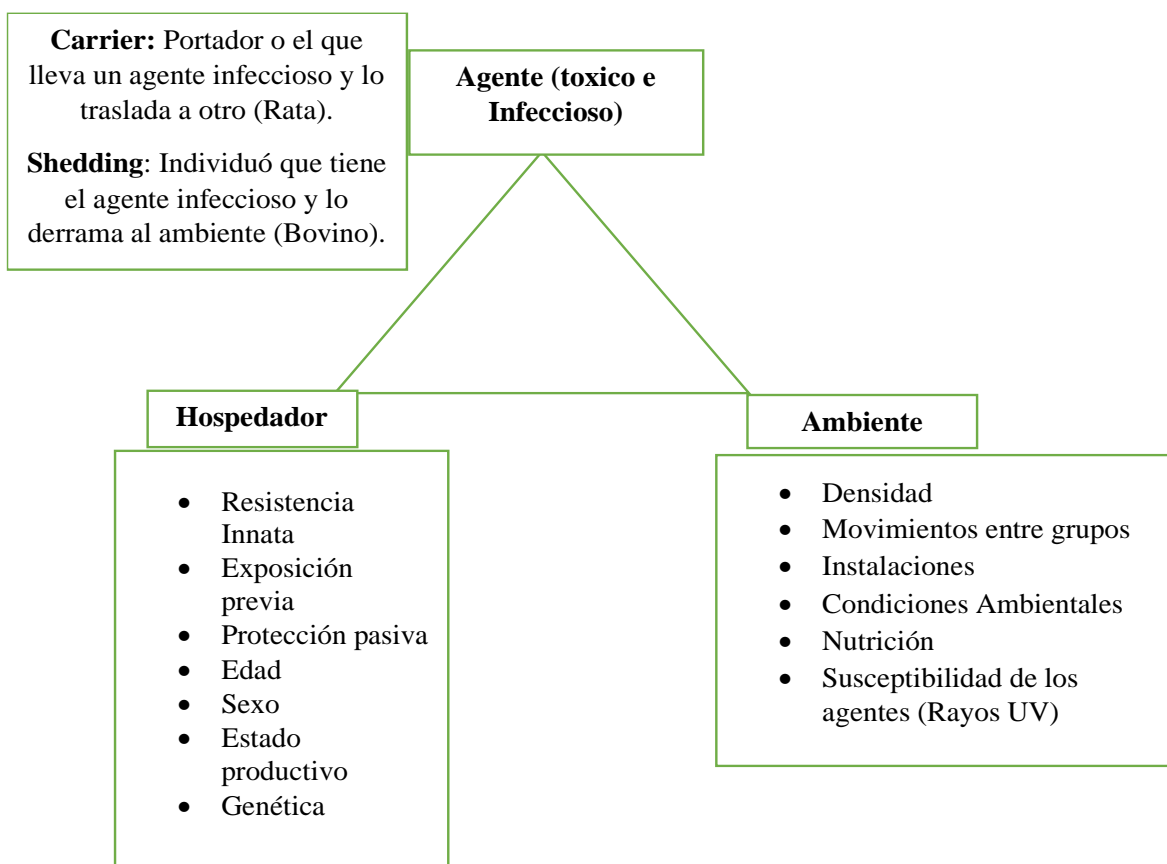 Carrier: Portador o el que
lleva un agente infeccioso y lo
traslada a otro (Rata).
Shedding: Individuó que tiene
el agente infeccioso y lo
derrama al ambiente (Bovino).
Agente (toxico e
Infeccioso)
Hospedador
• Resistencia
Innata
• Exposición
previa
• Protección pasiva
• Edad
• Sexo
• Estado
productivo
• Genética
Ambiente
• Densidad
• Movimientos entre grupos
• Instalaciones
• Condiciones Ambientales
• Nutrición
• Susceptibilidad de los
agentes (Rayos UV)